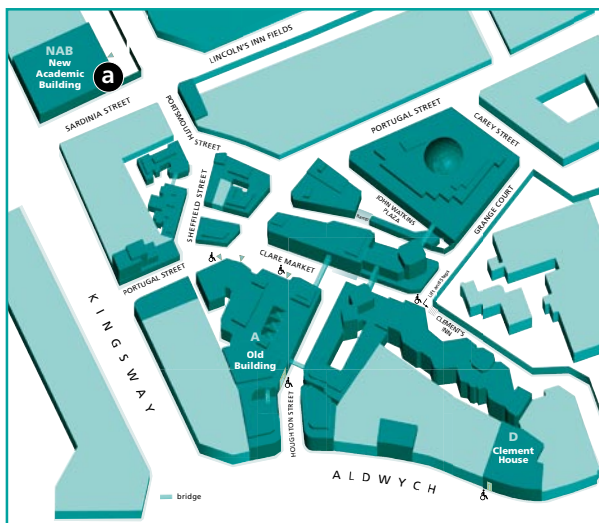 NAB
New
Academic
Building
a
LINCOLN'S INN FIELDS
SARDINIA STREET
PORTSMOUTH
STREET
SHEFFIELD STREET
PORTUGAL STREET
CAREY STREET
JOHN WATKINS
PLAZA
Ramp
GRANGE COURT
CLARE MARKET
PORTUGAL STREET
Lift and Steps
CLEMENT'S
INN
KINGSWAY
A
Old
Building
HOUGHTON STREET
D
Clement
House
ALDWYCH
bridge